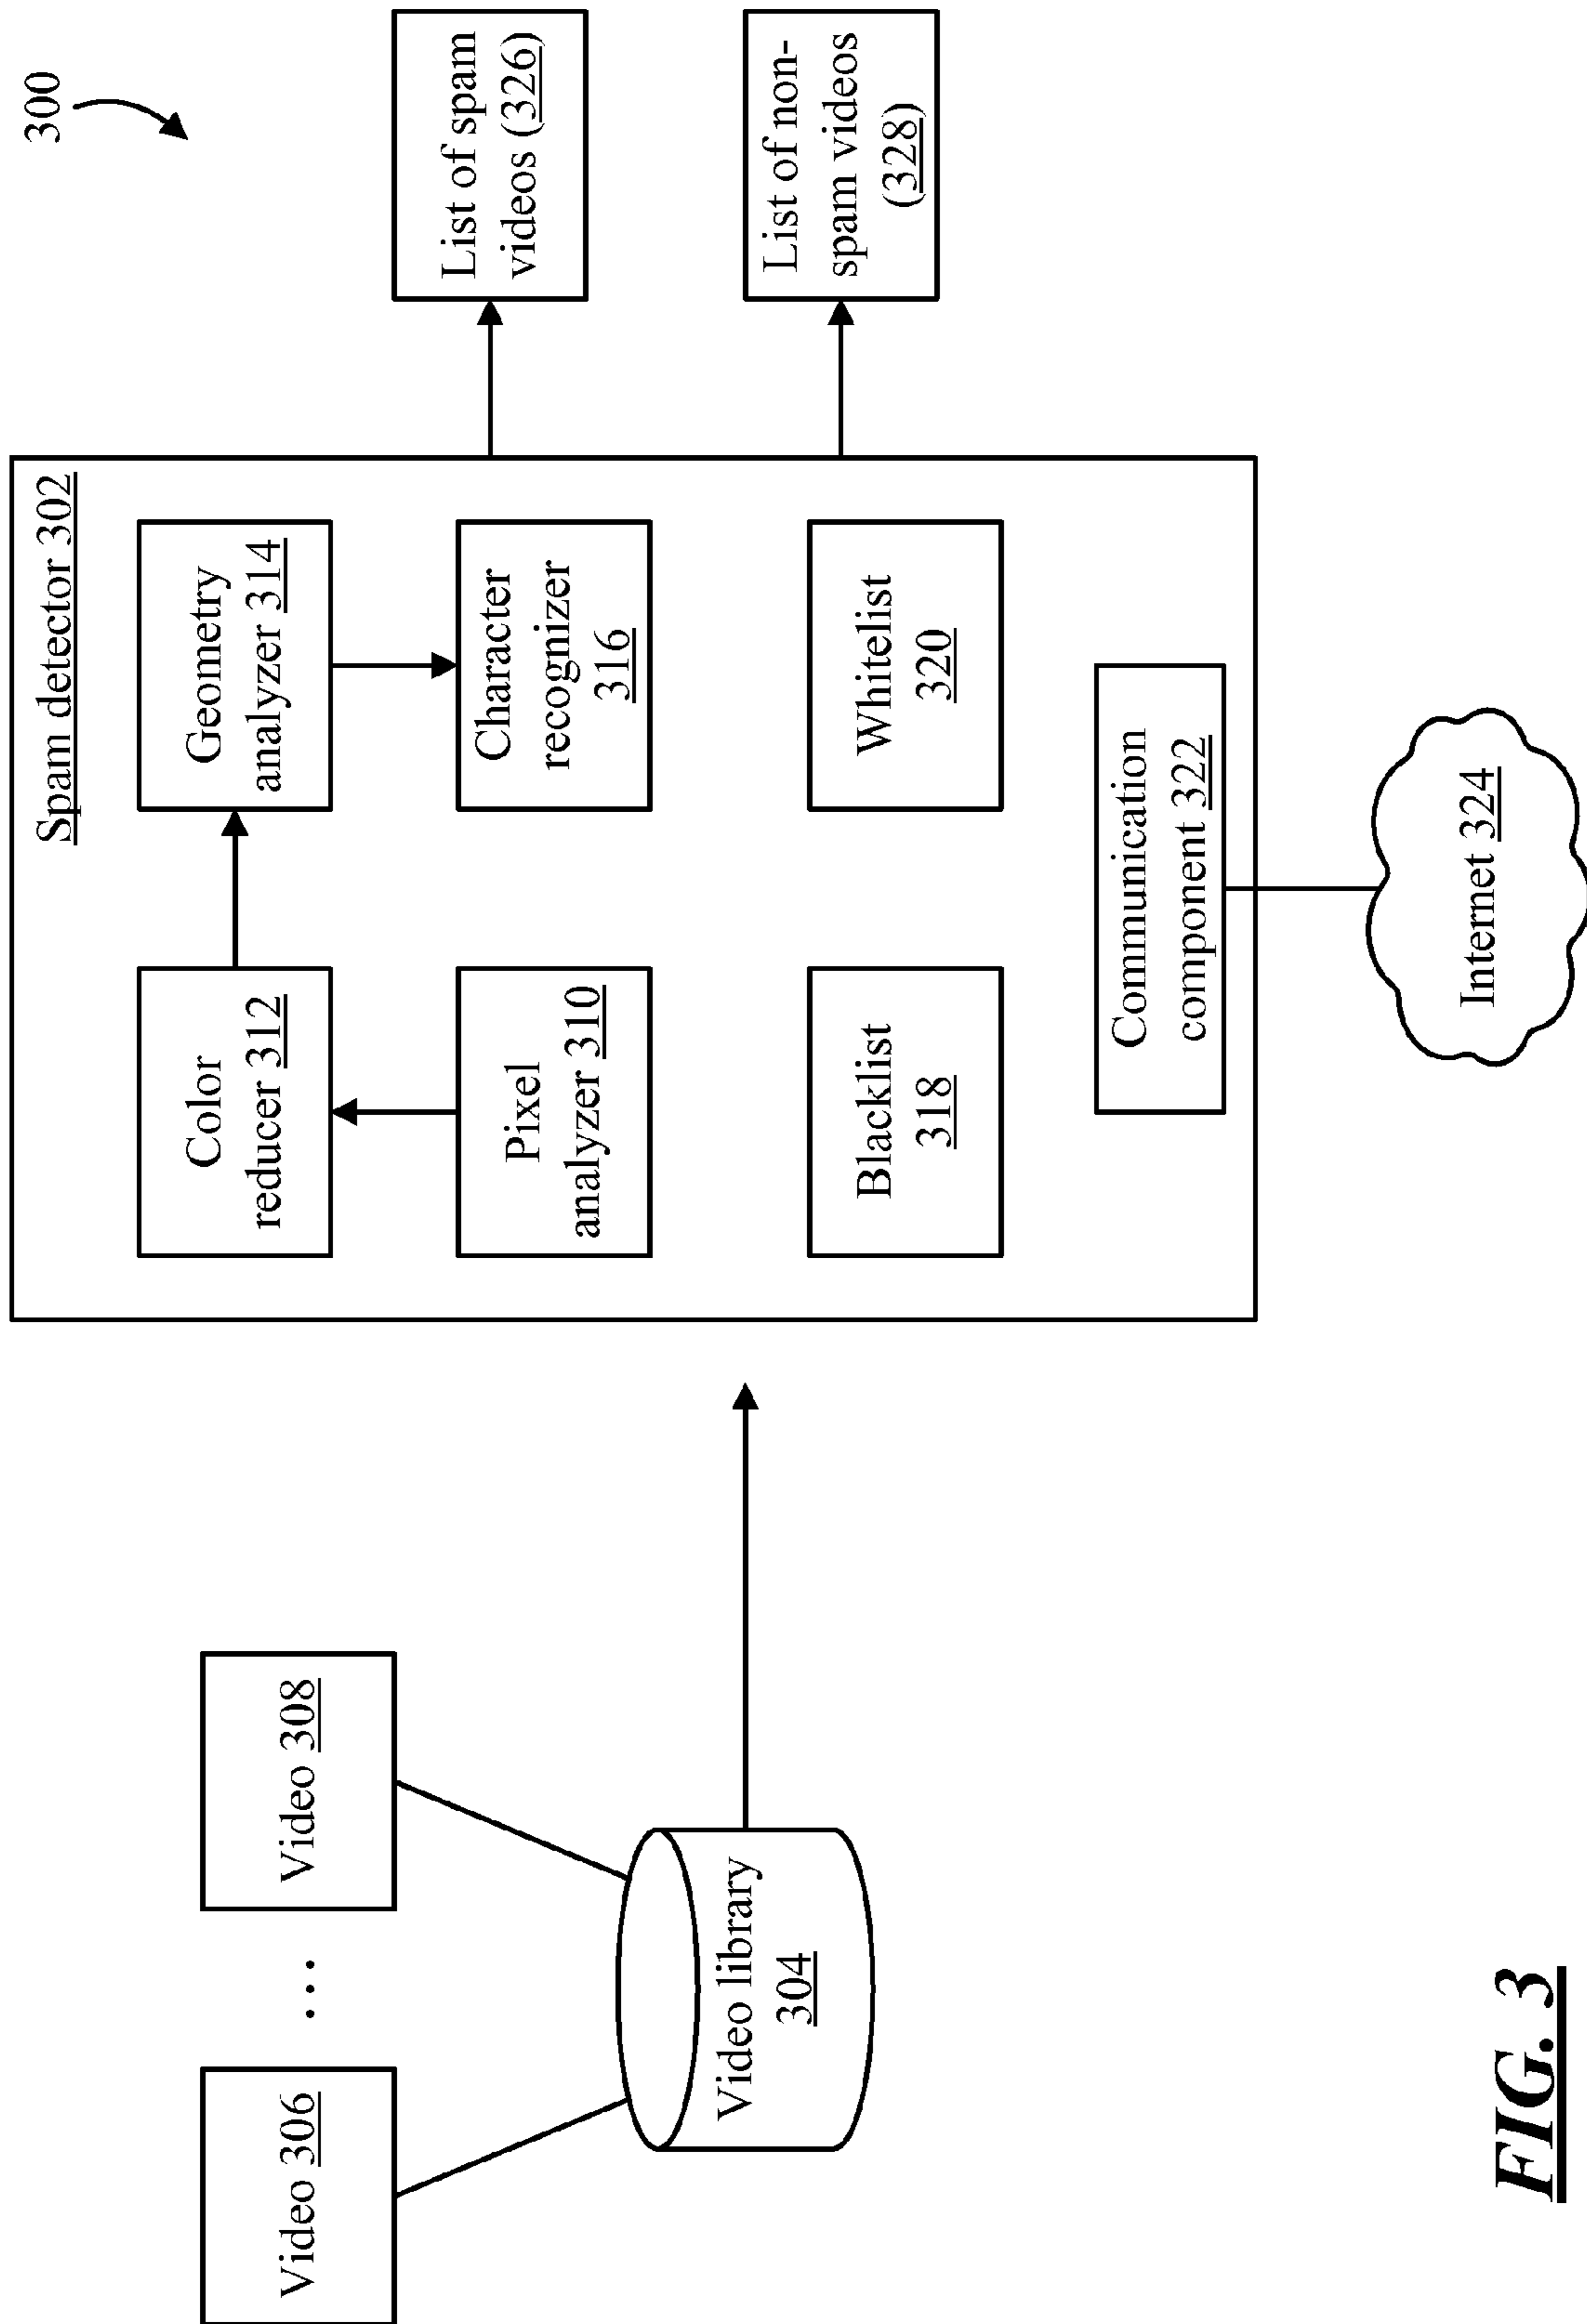 300
Video 306
...
Video 308
Video library
304
Spam detector 302
Color
reducer 312
Geometry
analyzer 314
Pixel
analyzer 310
Character
recognizer
316
Blacklist
318
Whitelist
320
Communication
component 322
Internet 324
List of spam
videos (326)
List of non-
spam videos
(328)
FIG. 3